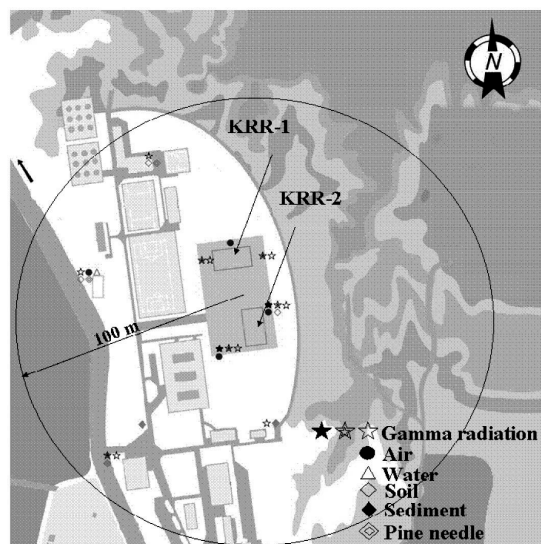 N
KRR-1
KRR-2
100 m
Gamma radiation
Air
Water
Soil
Sediment
Pine needle